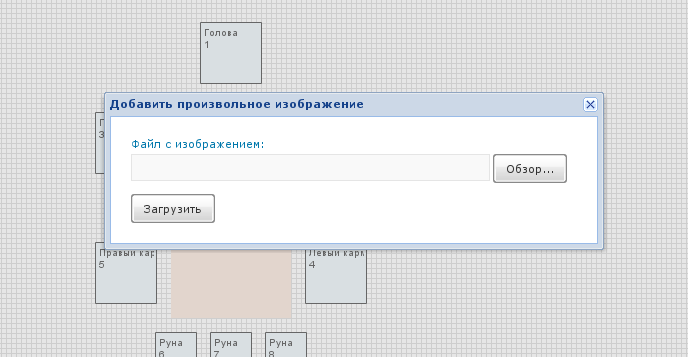 Голова
1
Добавить произвольное изображение
3
Файл с изображением:
Обзор...
Загрузить
Правый кар
5
Левый карм
4
Руна
6
Руна
7
Руна
8